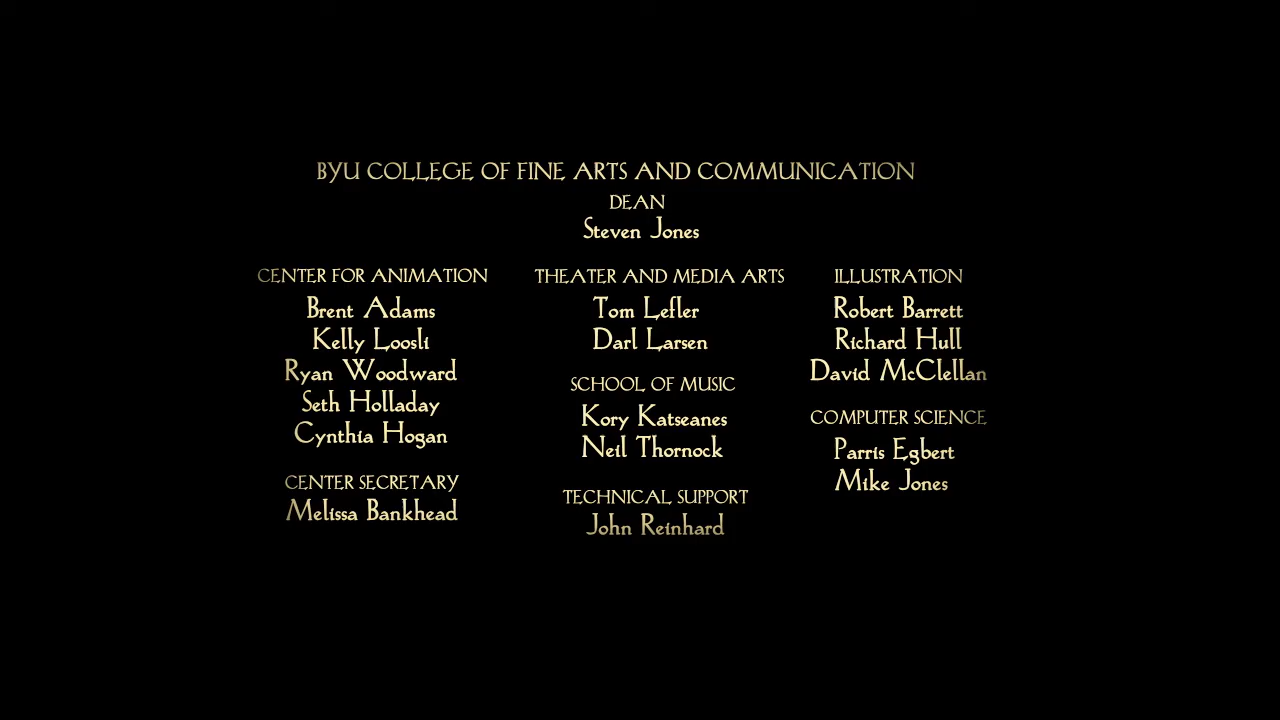 BYU COLLEGE OF FINE ARTS AND COMMUNICATION
DEAN
Steven Jones
CENTER FOR ANIMATION
Brent Adams
Kelly Loosli
Ryan Woodward
Seth Holladay
Cynthia Hogan
CENTER SECRETARY
Melissa Bankhead
THEATER AND MEDIA ARTS
Tom Lefler
Darl Larsen
SCHOOL OF MUSIC
Kory Katseanes
Neil Thornock
TECHNICAL SUPPORT
John Reinhard
ILLUSTRATION
Robert Barrett
Richard Hull
David McClellan
COMPUTER SCIENCE
Parris Egbert
Mike Jones